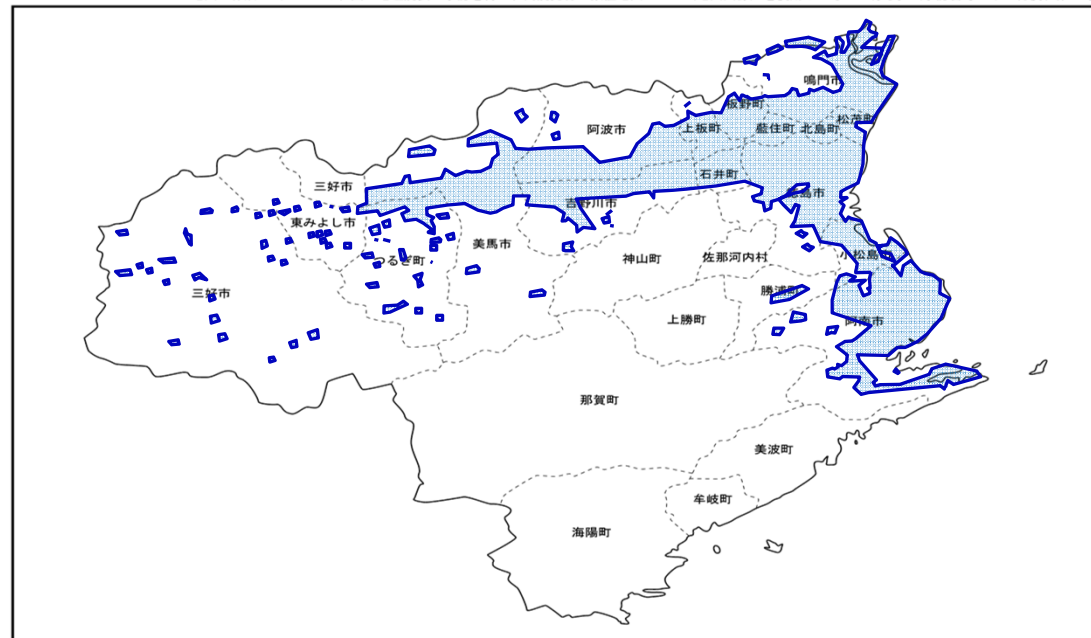 鳴門市
板野町
松茂町
阿波市
上板町
藍住町
北島町
石井町
三好市
徳島市
吉野川市
東みよし市
美馬市
つるぎ町
神山町
佐那河内村
小松島市
三好市
勝浦町
上勝町
阿南市
那賀町
美波町
牟岐町
海陽町